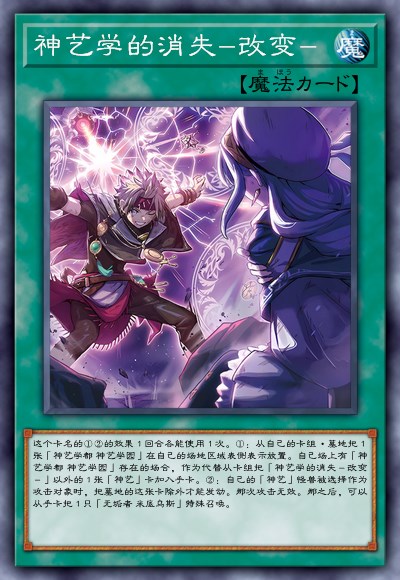 神艺学的消失－改变－
魔
【魔法カード】
ま ほう
这个卡名的①②的效果1回合各能使用1次。①：从自己的卡组·墓地把1
张「神艺学都 神艺学园」在自己的场地区域表侧表示放置。自己场上有「神
艺学都 神艺学园」存在的场合，作为代替从卡组把「神艺学的消失－改变
－」以外的1张「神艺」卡加入手卡。②：自己的「神艺」怪兽被选择作为
攻击对象时，把墓地的这张卡除外才能发动。那次攻击无效。那之后，可以
从手卡把1只「无垢者 米底乌斯」特殊召唤。